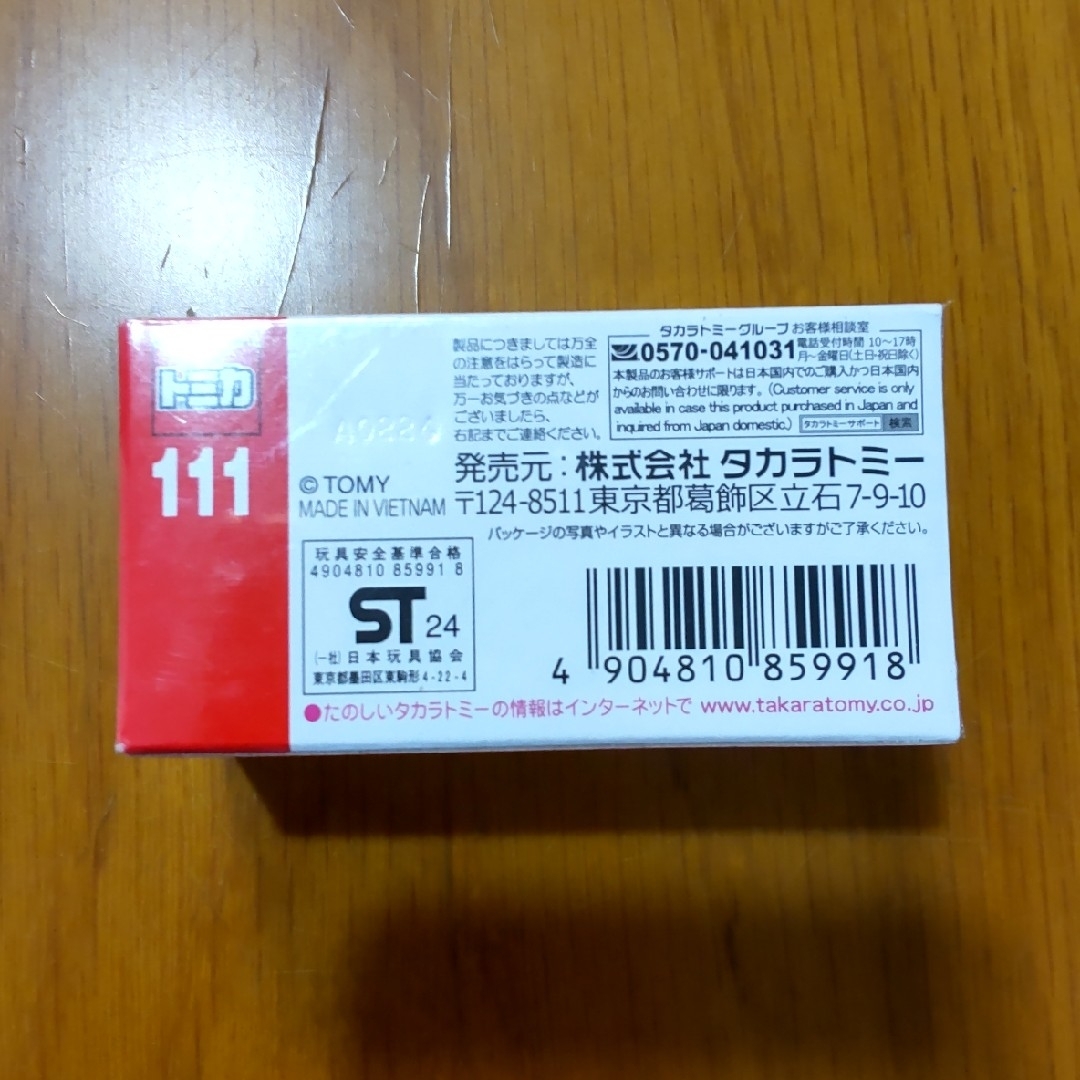 トミカ
111
製品につきましては万全
の注意をはらって製造に
当たっておりますが、
万一お気づきの点などが
ございましたら、
右記までご連絡ください。
タカラトミーグループ お客様相談室
0570-041031 電話受付時間 10〜17時
月〜金曜日(土日・祝日除く)
本製品のお客様サポートは日本国内でのご購入かつ日本国内
からのお問い合わせに限ります。(Customer service is only
available in case this product purchased in Japan and
inquired from Japan domestic.) タカラトミーサポート 検索
© TOMY
MADE IN VIETNAM
発売元:株式会社 タカラトミー
〒124-8511東京都葛飾区立石7-9-10
パッケージの写真やイラストと異なる場合がございますがご了承ください。
玩具安全基準合格
4904810 85991 8
ST 24
(一社)日本玩具協会
東京都墨田区東駒形4-22-4
4 904810 859918
●たのしいタカラトミーの情報はインターネットで www.takaratomy.co.jp